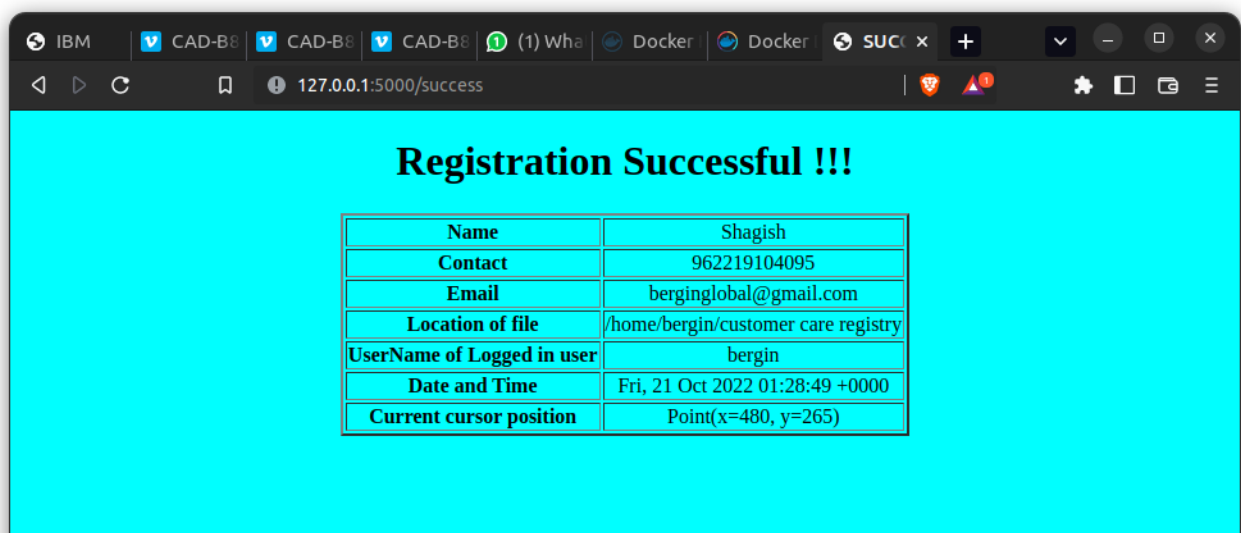 IBM CAD-B8 CAD-B8 CAD-B8 (1) Wha Docker Docker SUCC
127.0.0.1:5000/success 1
Registration Successful !!!
Name Shagish
Contact 962219104095
Email berginglobal@gmail.com
Location of file /home/bergin/customer care registry
UserName of Logged in user bergin
Date and Time Fri, 21 Oct 2022 01:28:49 +0000
Current cursor position Point(x=480, y=265)